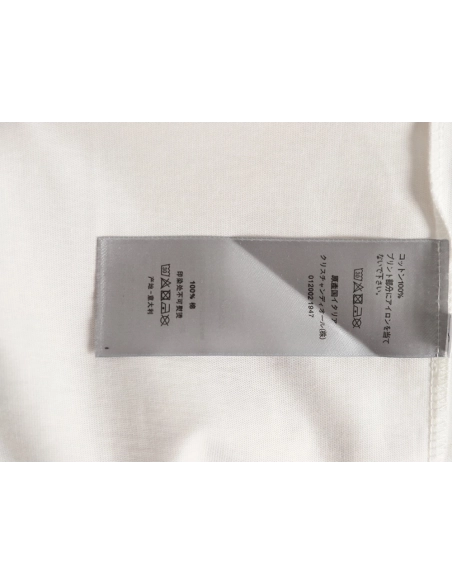 コットン100%
プリント部分にアイロンを当て
ないで下さい。
原産国イタリア
クリスチャンディオール(株)
0120021947
100% 棉
印染处不可熨烫
产地：意大利